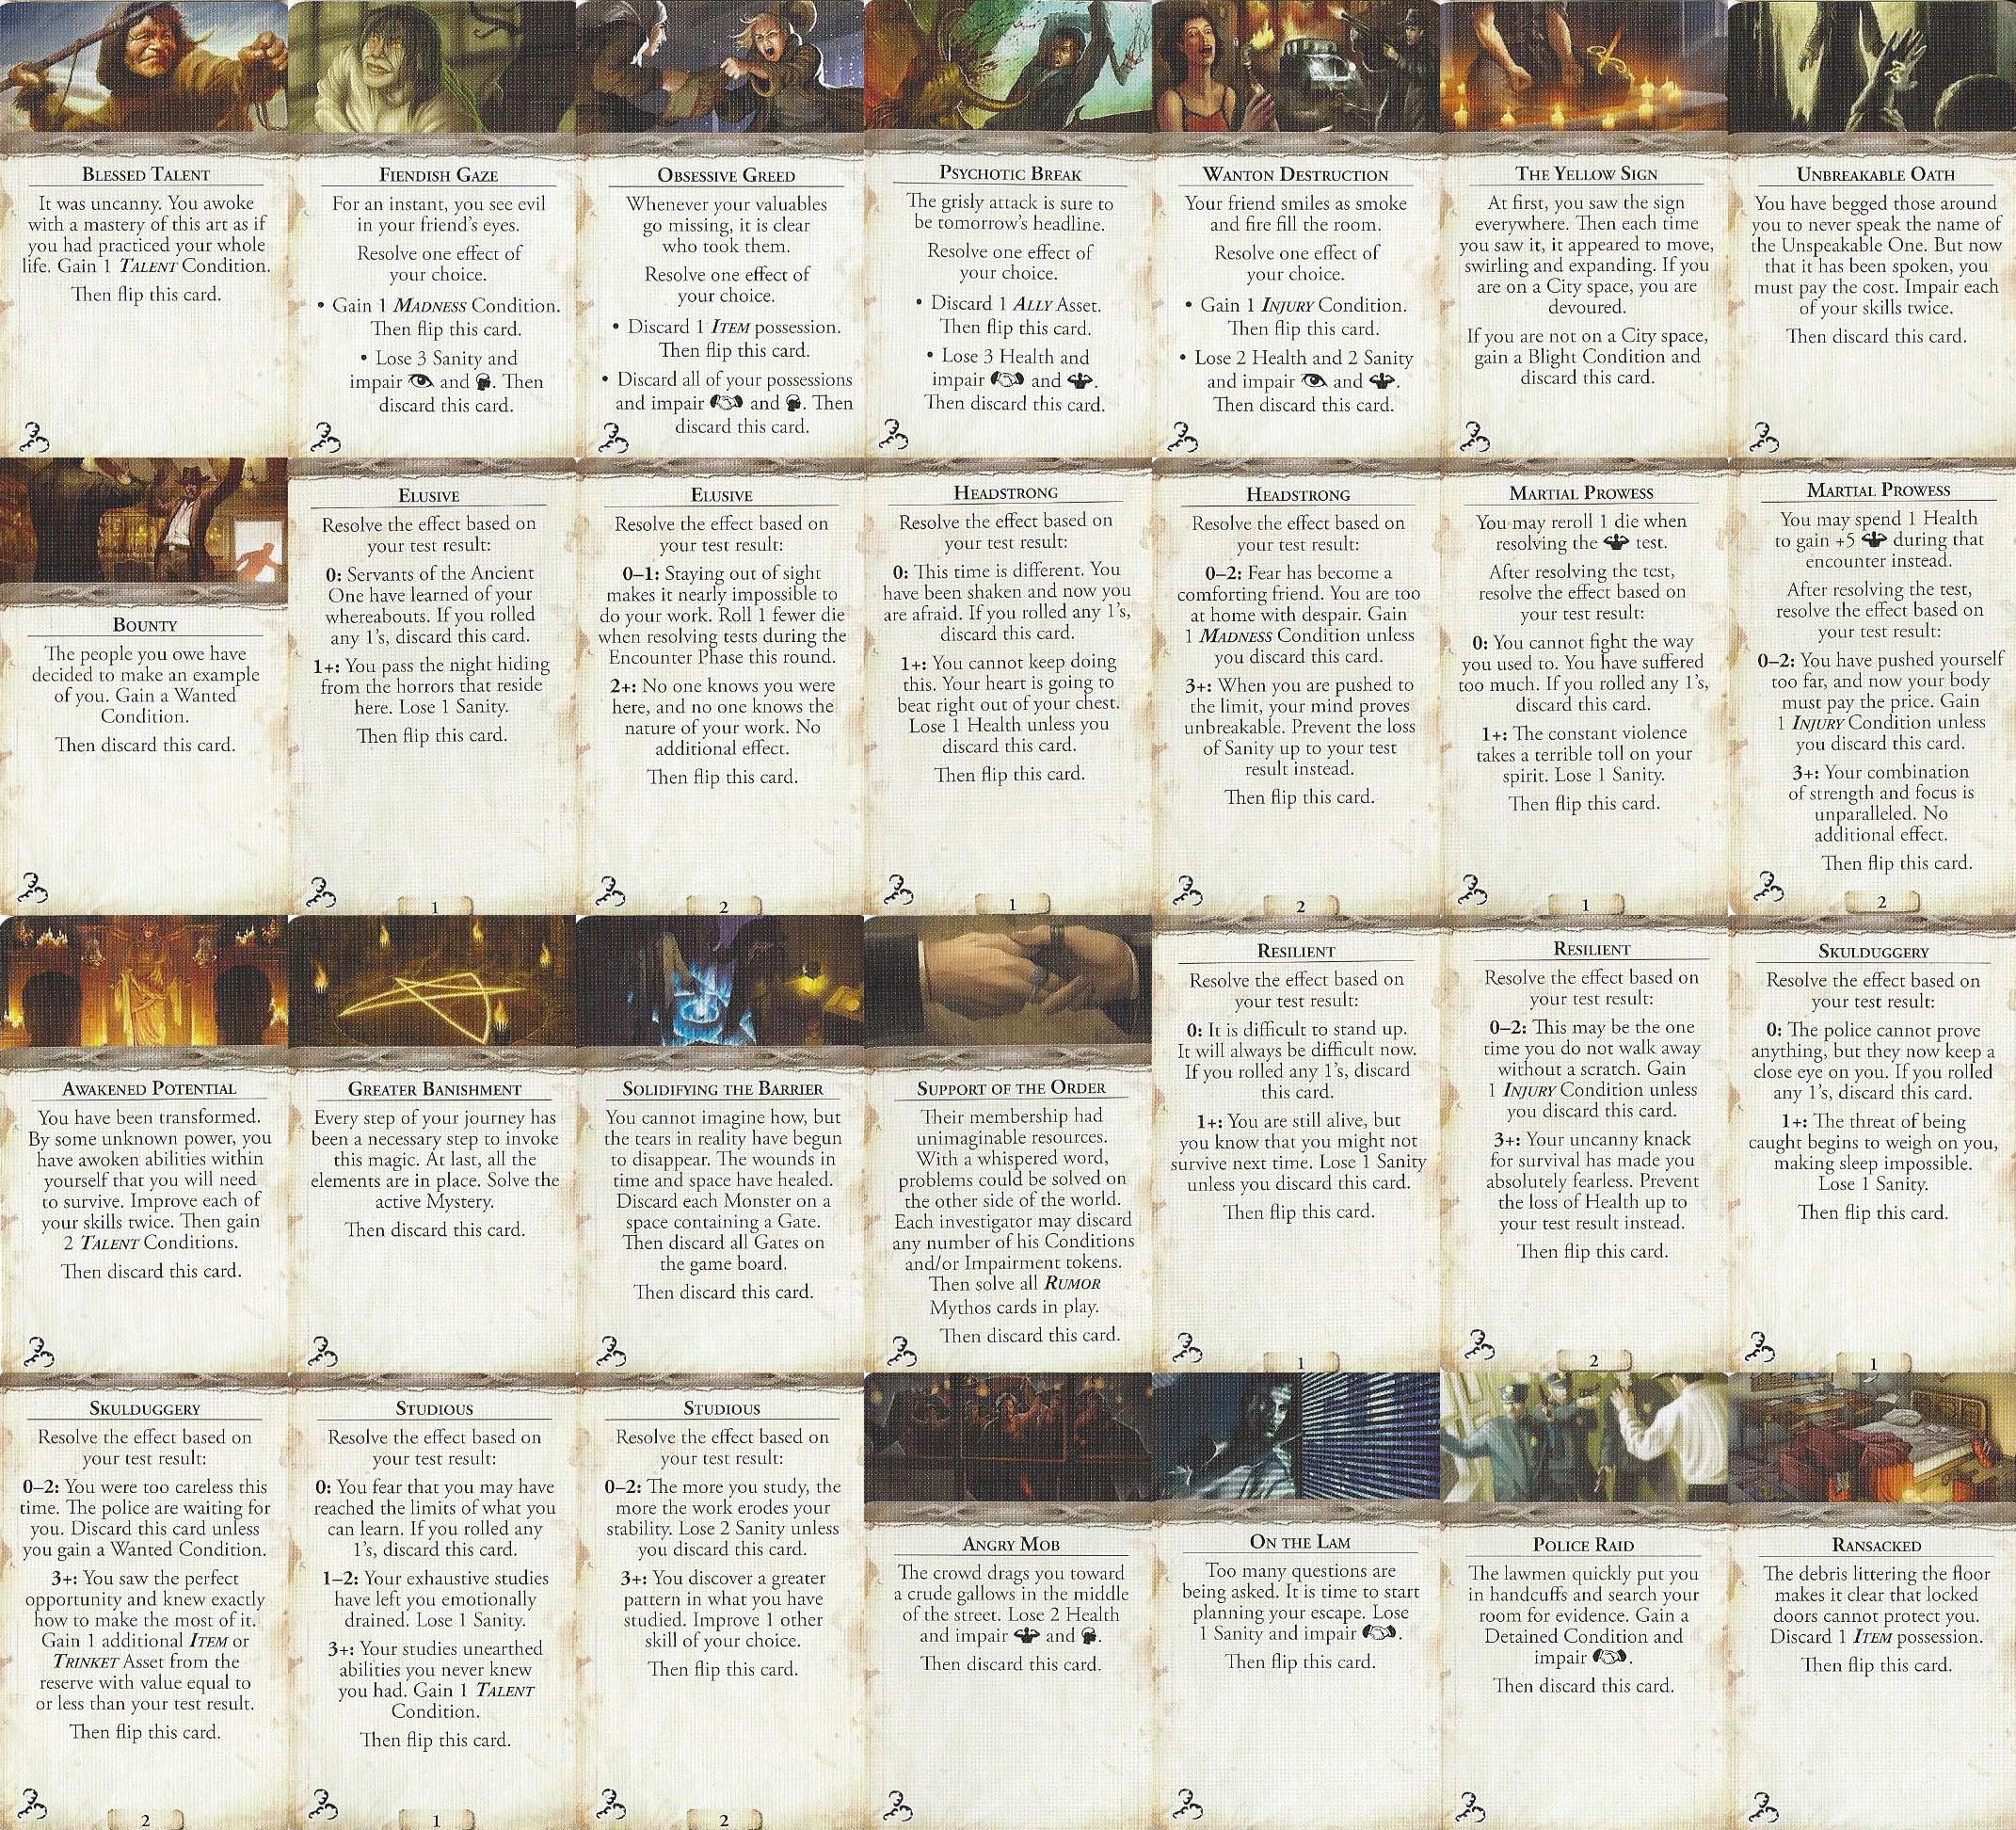 BLESSED TALENT
It was uncanny. You awoke
with a mastery of this art as if
you had practiced your whole
life. Gain 1 TALENT Condition.
Then flip this card.
FIENDISH GAZE
For an instant, you see evil
in your friend's eyes.
Resolve one effect of
your choice.
• Gain 1 MADNESS Condition.
Then flip this card.
• Lose 3 Sanity and
impair and . Then
discard this card.
OBSESSIVE GREED
Whenever your valuables
go missing, it is clear
who took them.
Resolve one effect of
your choice.
• Discard 1 ITEM possession.
Then flip this card.
• Discard all of your possessions
and impair and . Then
discard this card.
PSYCHOTIC BREAK
The grisly attack is sure to
be tomorrow's headline.
Resolve one effect of
your choice.
• Discard 1 ALLY Asset.
Then flip this card.
• Lose 3 Health and
impair and .
Then discard this card.
WANTON DESTRUCTION
Your friend smiles as smoke
and fire fill the room.
Resolve one effect of
your choice.
• Gain 1 INJURY Condition.
Then flip this card.
• Lose 2 Health and 2 Sanity
and impair and .
Then discard this card.
THE YELLOW SIGN
At first, you saw the sign
everywhere. Then each time
you saw it, it appeared to move,
swirling and expanding. If you
are on a City space, you are
devoured.
If you are not on a City space,
gain a Blight Condition and
discard this card.
UNBREAKABLE OATH
You have begged those around
you to never speak the name of
the Unspeakable One. But now
that it has been spoken, you
must pay the cost. Impair each
of your skills twice.
Then discard this card.
BOUNTY
The people you owe have
decided to make an example
of you. Gain a Wanted
Condition.
Then discard this card.
ELUSIVE
Resolve the effect based on
your test result:
0: Servants of the Ancient
One have learned of your
whereabouts. If you rolled
any 1's, discard this card.
1+: You pass the night hiding
from the horrors that reside
here. Lose 1 Sanity.
Then flip this card.
1
ELUSIVE
Resolve the effect based on
your test result:
0–1: Staying out of sight
makes it nearly impossible to
do your work. Roll 1 fewer die
when resolving tests during the
Encounter Phase this round.
2+: No one knows you were
here, and no one knows the
nature of your work. No
additional effect.
Then flip this card.
2
HEADSTRONG
Resolve the effect based on
your test result:
0: This time is different. You
have been shaken and now you
are afraid. If you rolled any 1's,
discard this card.
1+: You cannot keep doing
this. Your heart is going to
beat right out of your chest.
Lose 1 Health unless you
discard this card.
Then flip this card.
1
HEADSTRONG
Resolve the effect based on
your test result:
0–2: Fear has become a
comforting friend. You are too
at home with despair. Gain
1 MADNESS Condition unless
you discard this card.
3+: When you are pushed to
the limit, your mind proves
unbreakable. Prevent the loss
of Sanity up to your test
result instead.
Then flip this card.
2
MARTIAL PROWESS
You may reroll 1 die when
resolving the test.
After resolving the test,
resolve the effect based on
your test result:
0: You cannot fight the way
you used to. You have suffered
too much. If you rolled any 1's,
discard this card.
1+: The constant violence
takes a terrible toll on your
spirit. Lose 1 Sanity.
Then flip this card.
1
MARTIAL PROWESS
You may spend 1 Health
to gain +5 during that
encounter instead.
After resolving the test,
resolve the effect based on
your test result:
0–2: You have pushed yourself
too far, and now your body
must pay the price. Gain
1 INJURY Condition unless
you discard this card.
3+: Your combination
of strength and focus is
unparalleled. No
additional effect.
Then flip this card.
2
AWAKENED POTENTIAL
You have been transformed.
By some unknown power, you
have awoken abilities within
yourself that you will need
to survive. Improve each of
your skills twice. Then gain
2 TALENT Conditions.
Then discard this card.
GREATER BANISHMENT
Every step of your journey has
been a necessary step to invoke
this magic. At last, all the
elements are in place. Solve the
active Mystery.
Then discard this card.
SOLIDIFYING THE BARRIER
You cannot imagine how, but
the tears in reality have begun
to disappear. The wounds in
time and space have healed.
Discard each Monster on a
space containing a Gate.
Then discard all Gates on
the game board.
Then discard this card.
SUPPORT OF THE ORDER
Their membership had
unimaginable resources.
With a whispered word,
problems could be solved on
the other side of the world.
Each investigator may discard
any number of his Conditions
and/or Impairment tokens.
Then solve all RUMOR
Mythos cards in play.
Then discard this card.
RESILIENT
Resolve the effect based on
your test result:
0: It is difficult to stand up.
It will always be difficult now.
If you rolled any 1's, discard
this card.
1+: You are still alive, but
you know that you might not
survive next time. Lose 1 Sanity
unless you discard this card.
Then flip this card.
1
RESILIENT
Resolve the effect based on
your test result:
0–2: This may be the one
time you do not walk away
without a scratch. Gain
1 INJURY Condition unless
you discard this card.
3+: Your uncanny knack
for survival has made you
absolutely fearless. Prevent
the loss of Health up to
your test result instead.
Then flip this card.
2
SKULDUGGERY
Resolve the effect based on
your test result:
0: The police cannot prove
anything, but they now keep a
close eye on you. If you rolled
any 1's, discard this card.
1+: The threat of being
caught begins to weigh on you,
making sleep impossible.
Lose 1 Sanity.
Then flip this card.
1
SKULDUGGERY
Resolve the effect based on
your test result:
0–2: You were too careless this
time. The police are waiting for
you. Discard this card unless
you gain a Wanted Condition.
3+: You saw the perfect
opportunity and knew exactly
how to make the most of it.
Gain 1 additional ITEM or
TRINKET Asset from the
reserve with value equal to
or less than your test result.
Then flip this card.
2
STUDIOUS
Resolve the effect based on
your test result:
0: You fear that you may have
reached the limits of what you
can learn. If you rolled any
1's, discard this card.
1–2: Your exhaustive studies
have left you emotionally
drained. Lose 1 Sanity.
3+: Your studies unearthed
abilities you never knew
you had. Gain 1 TALENT
Condition.
Then flip this card.
1
STUDIOUS
Resolve the effect based on
your test result:
0–2: The more you study, the
more the work erodes your
stability. Lose 2 Sanity unless
you discard this card.
3+: You discover a greater
pattern in what you have
studied. Improve 1 other
skill of your choice.
Then flip this card.
2
ANGRY MOB
The crowd drags you toward
a crude gallows in the middle
of the street. Lose 2 Health
and impair and .
Then discard this card.
ON THE LAM
Too many questions are
being asked. It is time to start
planning your escape. Lose
1 Sanity and impair .
Then flip this card.
POLICE RAID
The lawmen quickly put you
in handcuffs and search your
room for evidence. Gain a
Detained Condition and
impair .
Then discard this card.
RANSACKED
The debris littering the floor
makes it clear that locked
doors cannot protect you.
Discard 1 ITEM possession.
Then flip this card.